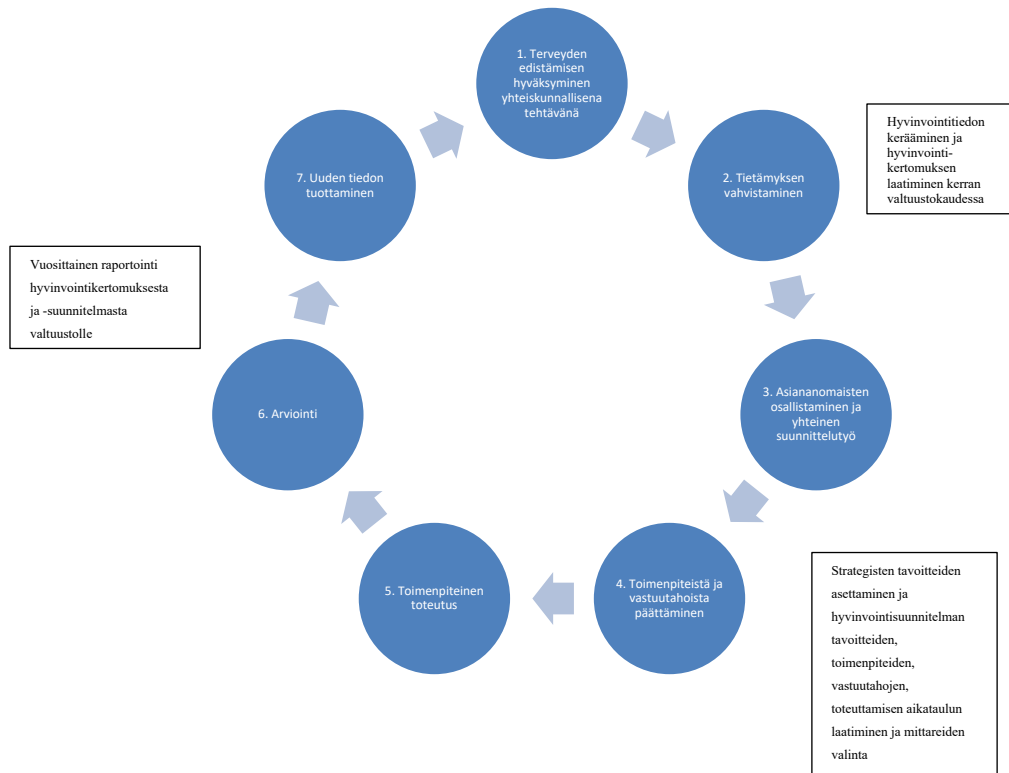 1. Terveyden
edistämisen
hyväksyminen
yhteiskunnallisena
tehtävänä
Hyvinvointitiedon
kerääminen ja
hyvinvointi-
kertomuksen
laatiminen kerran
valtuustokaudessa
2. Tietämyksen
vahvistaminen
3. Asiananomaisten
osallistaminen ja
yhteinen
suunnittelutyö
Strategisten tavoitteiden
asettaminen ja
hyvinvointisuunnitelman
tavoitteiden,
toimenpiteiden,
vastuutahojen,
toteuttamisen aikataulun
laatiminen ja mittareiden
valinta
4. Toimenpiteistä ja
vastuutahoista
päättäminen
5. Toimenpiteinen
toteutus
6. Arviointi
Vuosittainen raportointi
hyvinvointikertomuksesta
ja -suunnitelmasta
valtuustolle
7. Uuden tiedon
tuottaminen